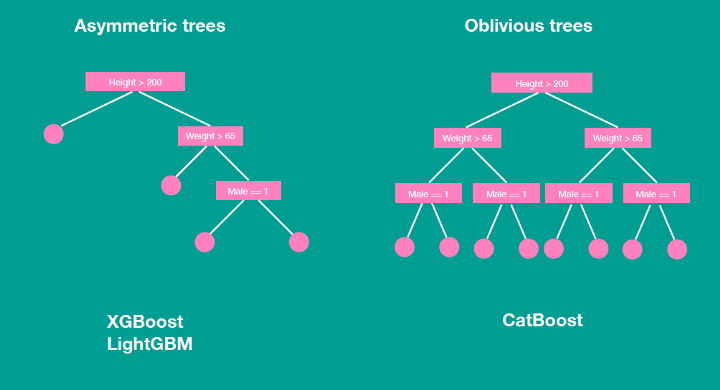 Asymmetric trees
Height > 200
Weight > 65
Male == 1
XGBoost
LightGBM
Oblivious trees
Height > 200
Weight > 65 Weight > 65
Male == 1 Male == 1 Male == 1 Male == 1
CatBoost